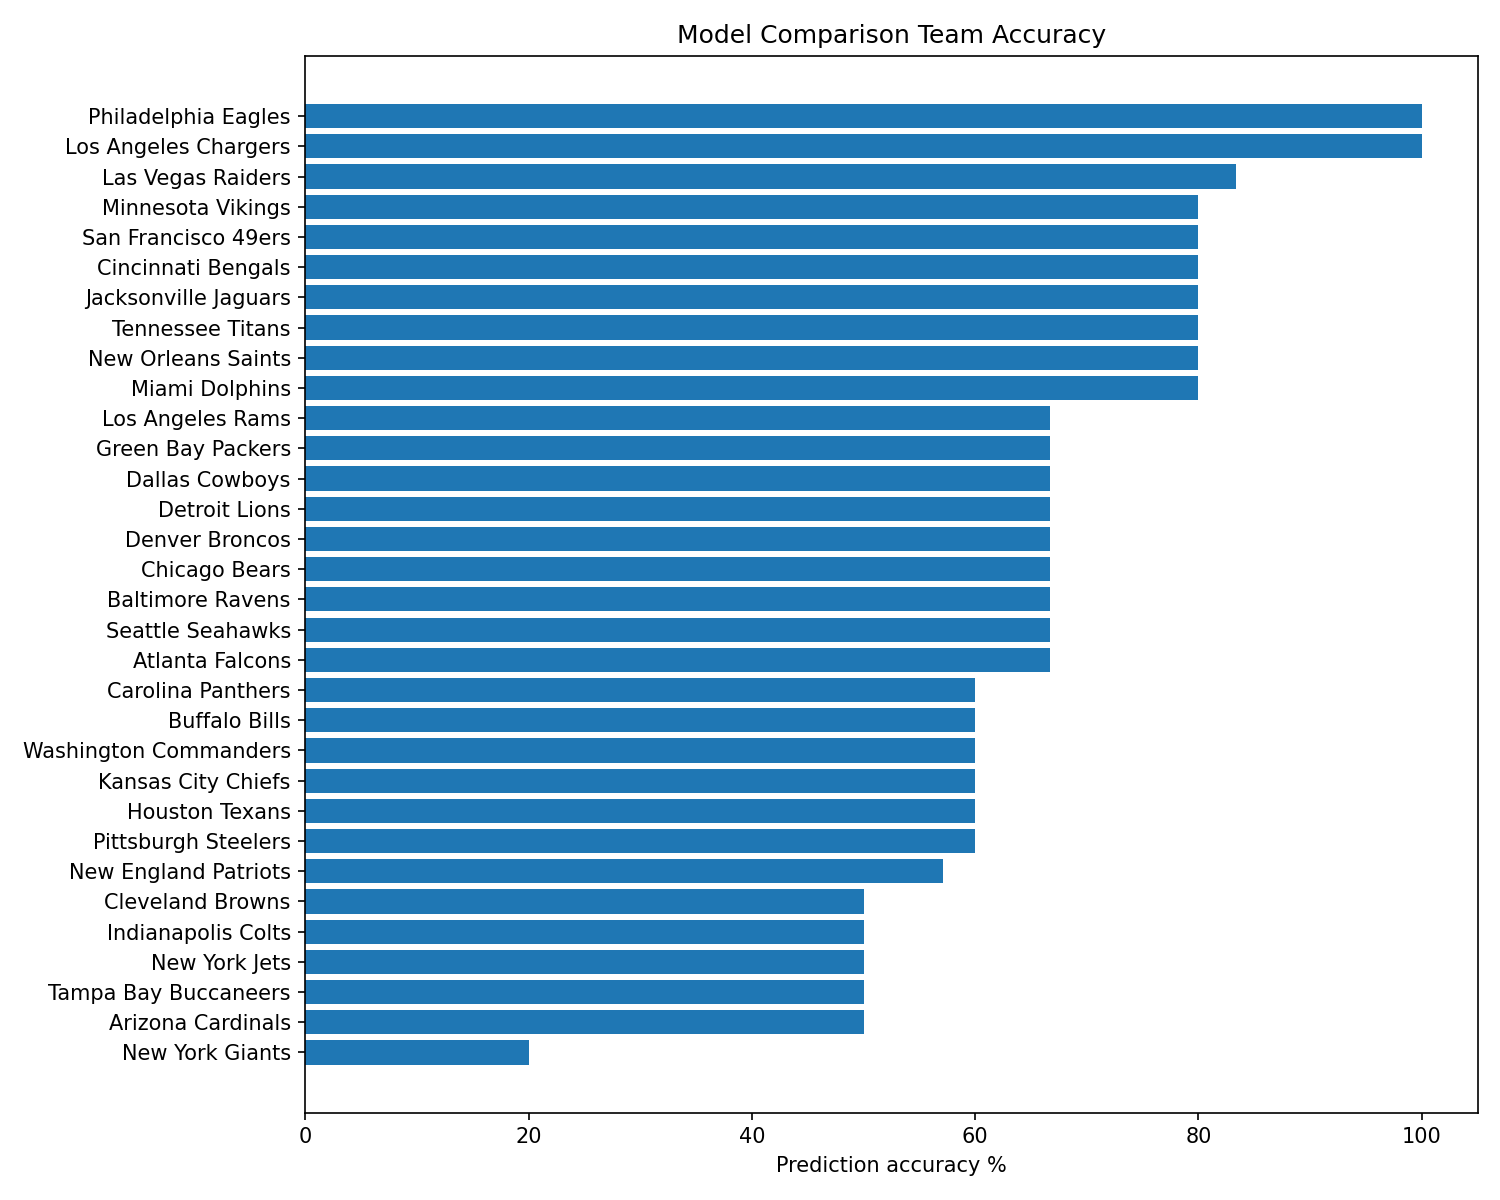 Model Comparison Team Accuracy
Philadelphia Eagles
Los Angeles Chargers
Las Vegas Raiders
Minnesota Vikings
San Francisco 49ers
Cincinnati Bengals
Jacksonville Jaguars
Tennessee Titans
New Orleans Saints
Miami Dolphins
Los Angeles Rams
Green Bay Packers
Dallas Cowboys
Detroit Lions
Denver Broncos
Chicago Bears
Baltimore Ravens
Seattle Seahawks
Atlanta Falcons
Carolina Panthers
Buffalo Bills
Washington Commanders
Kansas City Chiefs
Houston Texans
Pittsburgh Steelers
New England Patriots
Cleveland Browns
Indianapolis Colts
New York Jets
Tampa Bay Buccaneers
Arizona Cardinals
New York Giants
0 20 40 60 80 100
Prediction accuracy %